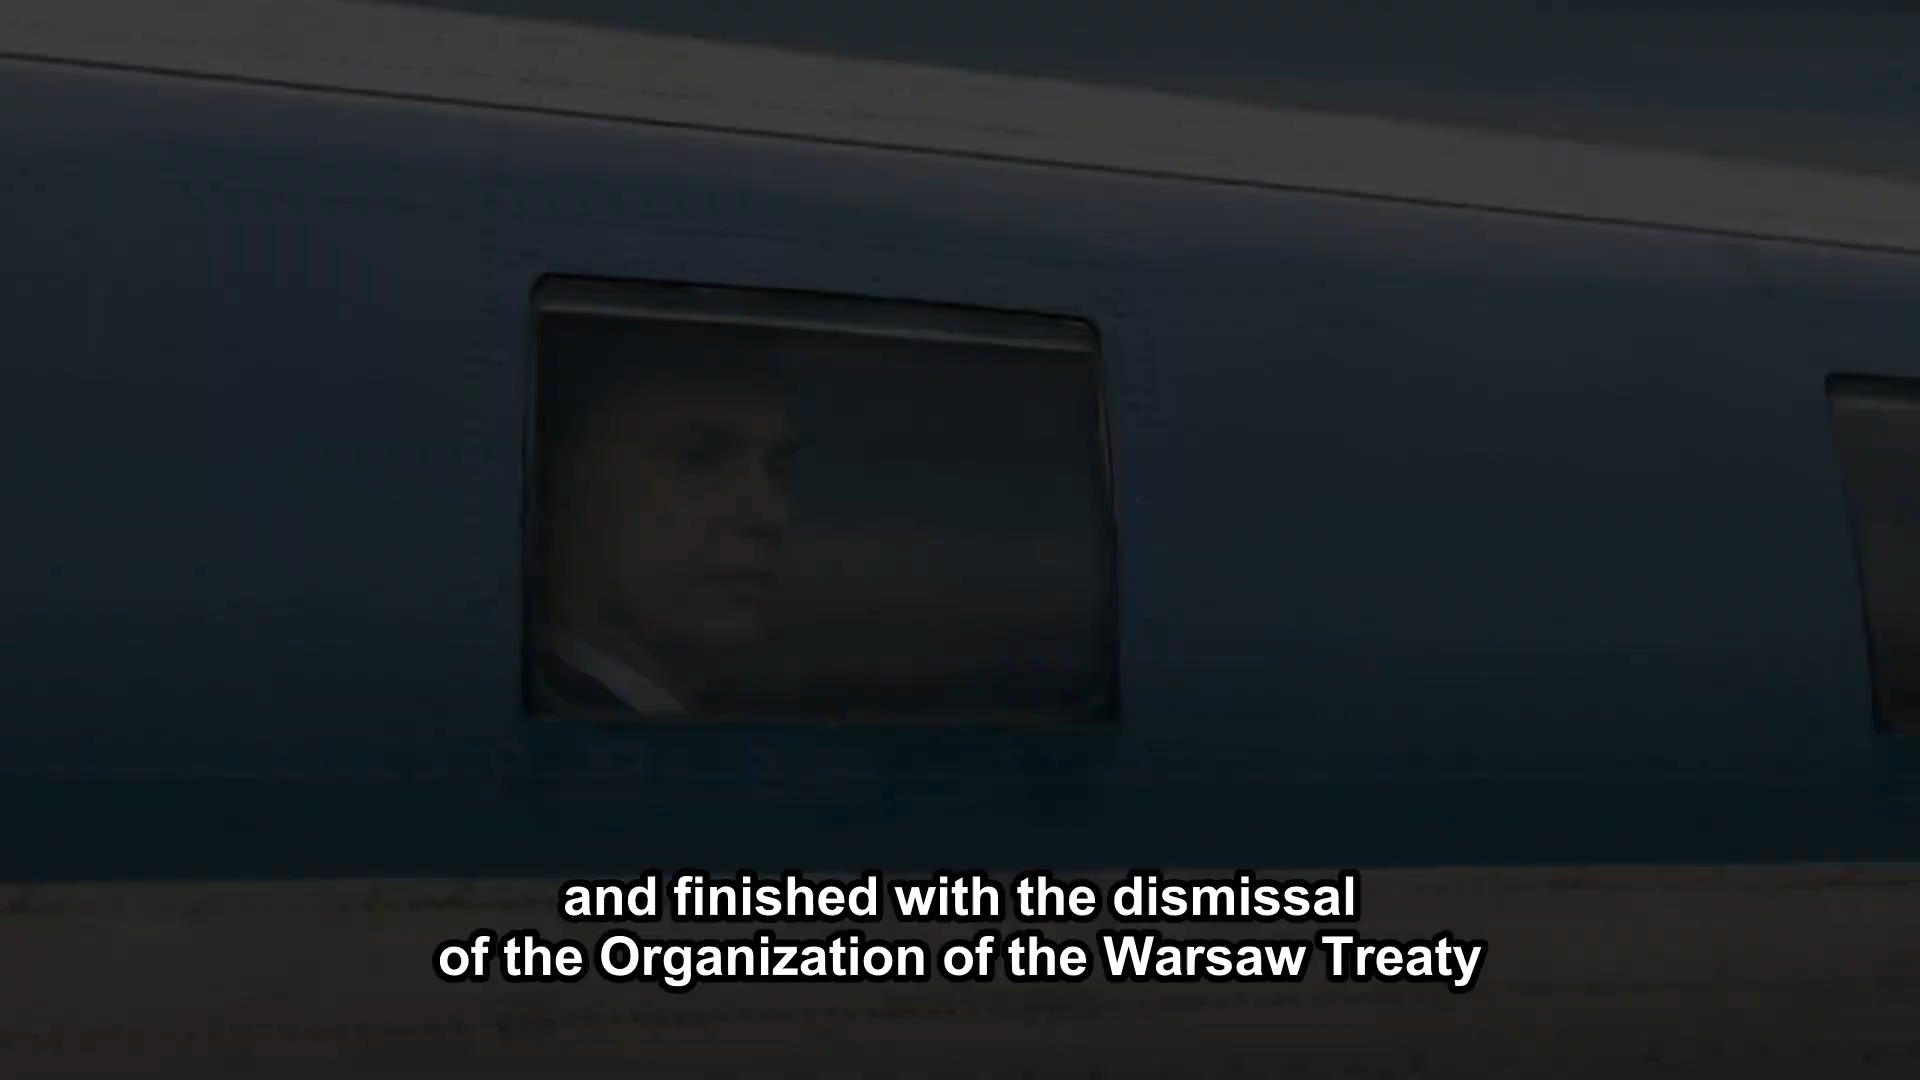 and finished with the dismissal
of the Organization of the Warsaw Treaty